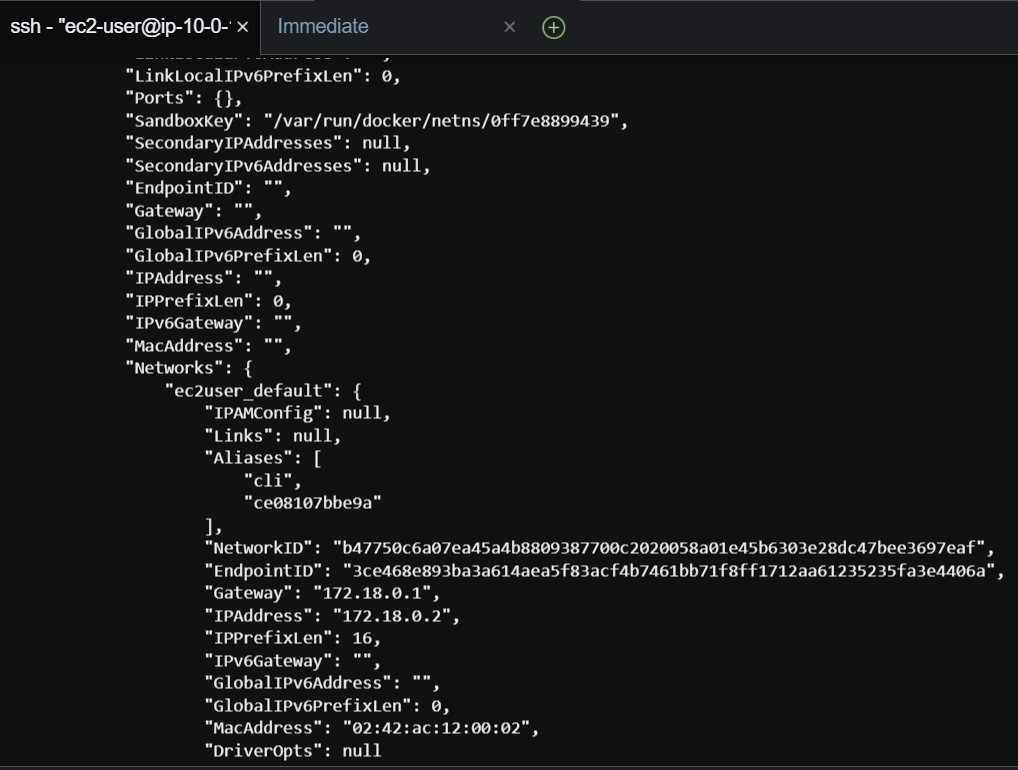 ssh - "ec2-user@ip-10-0-
Immediate
"LinkLocalIPv6PrefixLen": 0,
"Ports": {},
"SandboxKey": "/var/run/docker/netns/0ff7e8899439",
"SecondaryIPAddresses": null,
"SecondaryIPv6Addresses": null,
"EndpointID": "",
"Gateway": "",
"GlobalIPv6Address": "",
"GlobalIPv6PrefixLen": 0,
"IPAddress": "",
"IPPrefixLen": 0,
"IPv6Gateway": "",
"MacAddress": "",
"Networks": {
"ec2user_default": {
"IPAMConfig": null,
"Links": null,
"Aliases": [
"cli",
"ce08107bbe9a"
],
"NetworkID": "b47750c6a07ea45a4b8809387700c2020058a01e45b6303e28dc47bee3697eaf",
"EndpointID": "3ce468e893ba3a614aea5f83acf4b7461bb71f8ff1712aa61235235fa3e4406a",
"Gateway": "172.18.0.1",
"IPAddress": "172.18.0.2",
"IPPrefixLen": 16,
"IPv6Gateway": "",
"GlobalIPv6Address": "",
"GlobalIPv6PrefixLen": 0,
"MacAddress": "02:42:ac:12:00:02",
"DriverOpts": null